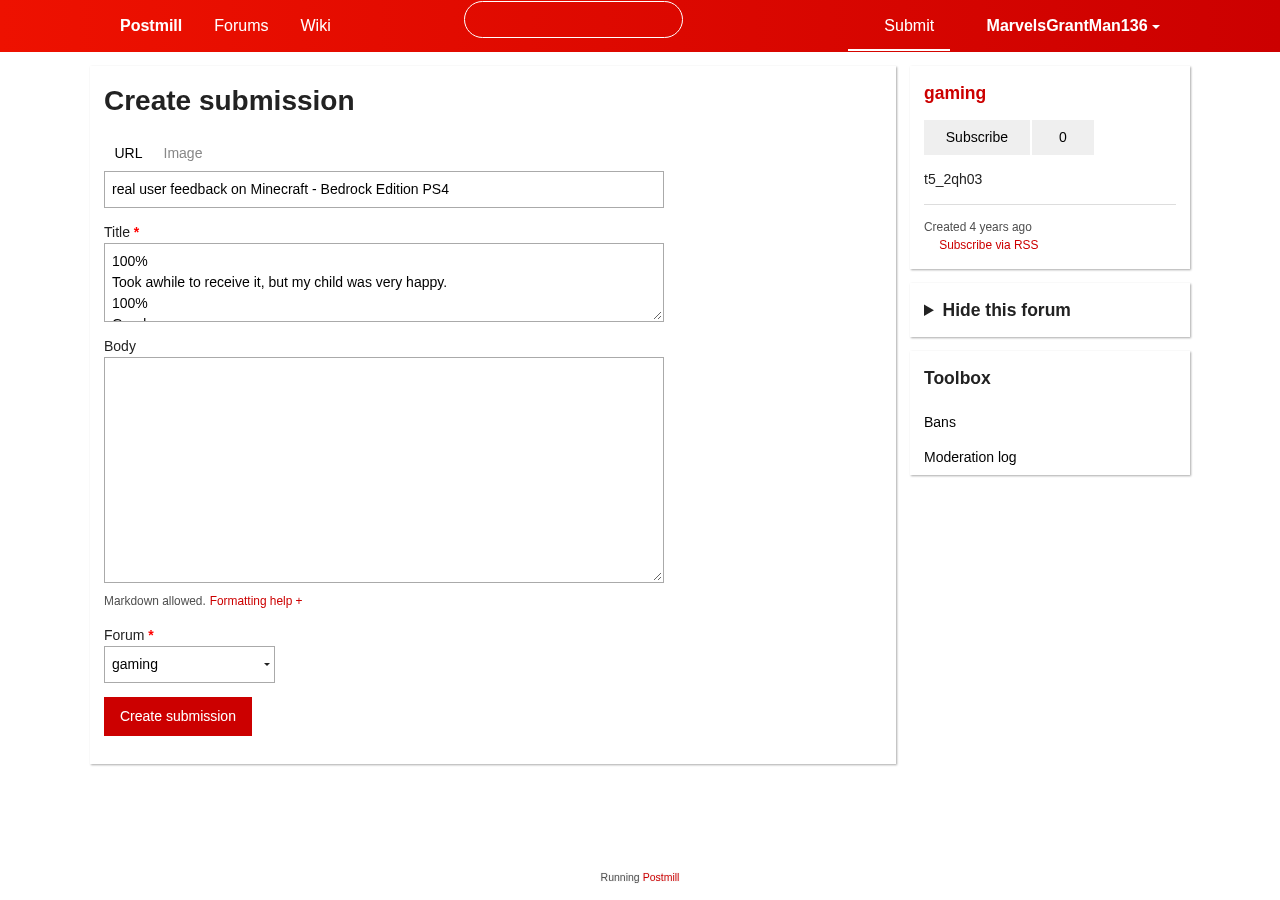 Postmill Forums Wiki Submit MarvelsGrantMan136
Create submission
URL Image
real user feedback on Minecraft - Bedrock Edition PS4
Title *
100%
Took awhile to receive it, but my child was very happy.
100%
Body
Markdown allowed. Formatting help +
Forum *
gaming
Create submission
gaming
Subscribe 0
t5_2qh03
Created 4 years ago
Subscribe via RSS
Hide this forum
Toolbox
Bans
Moderation log
Running Postmill